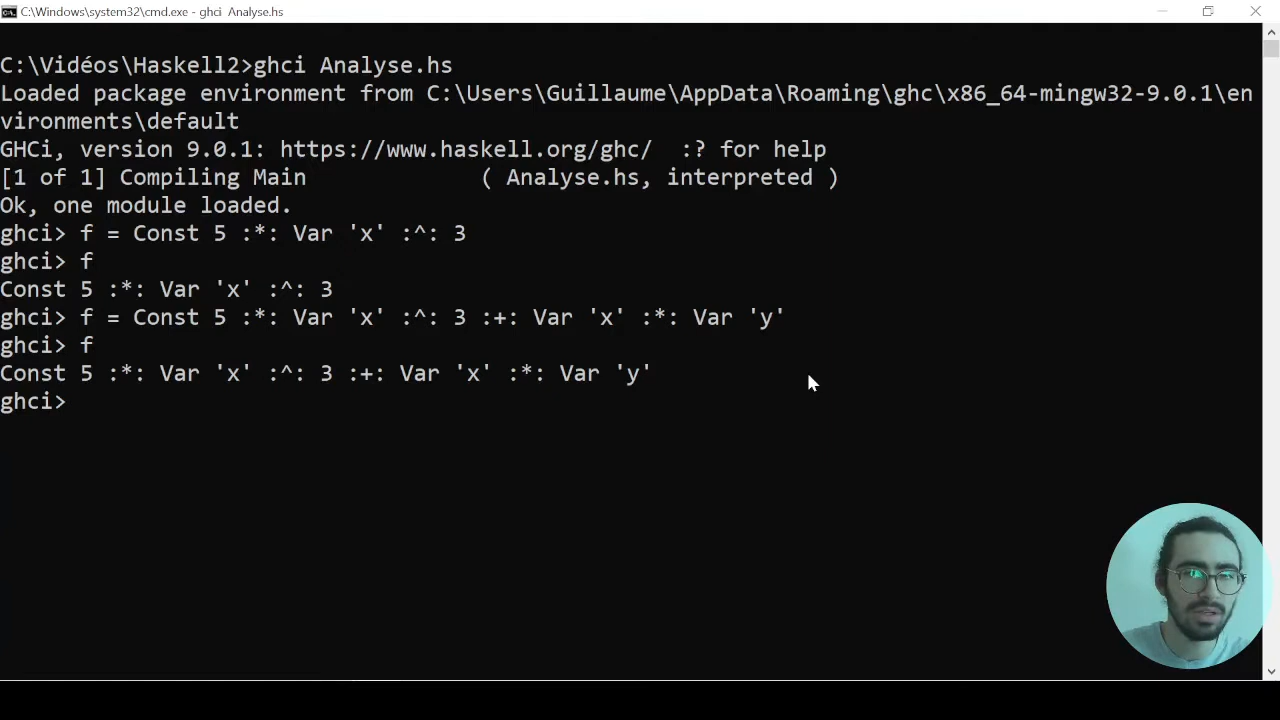 C:\Windows\system32\cmd.exe - ghci  Analyse.hs
C:\Vidéos\Haskell2>ghci Analyse.hs
Loaded package environment from C:\Users\Guillaume\AppData\Roaming\ghc\x86_64-mingw32-9.0.1\en
vironments\default
GHCi, version 9.0.1: https://www.haskell.org/ghc/  :? for help
[1 of 1] Compiling Main             ( Analyse.hs, interpreted )
Ok, one module loaded.
ghci> f = Const 5 :*: Var 'x' :^: 3
ghci> f
Const 5 :*: Var 'x' :^: 3
ghci> f = Const 5 :*: Var 'x' :^: 3 :+: Var 'x' :*: Var 'y'
ghci> f
Const 5 :*: Var 'x' :^: 3 :+: Var 'x' :*: Var 'y'
ghci>